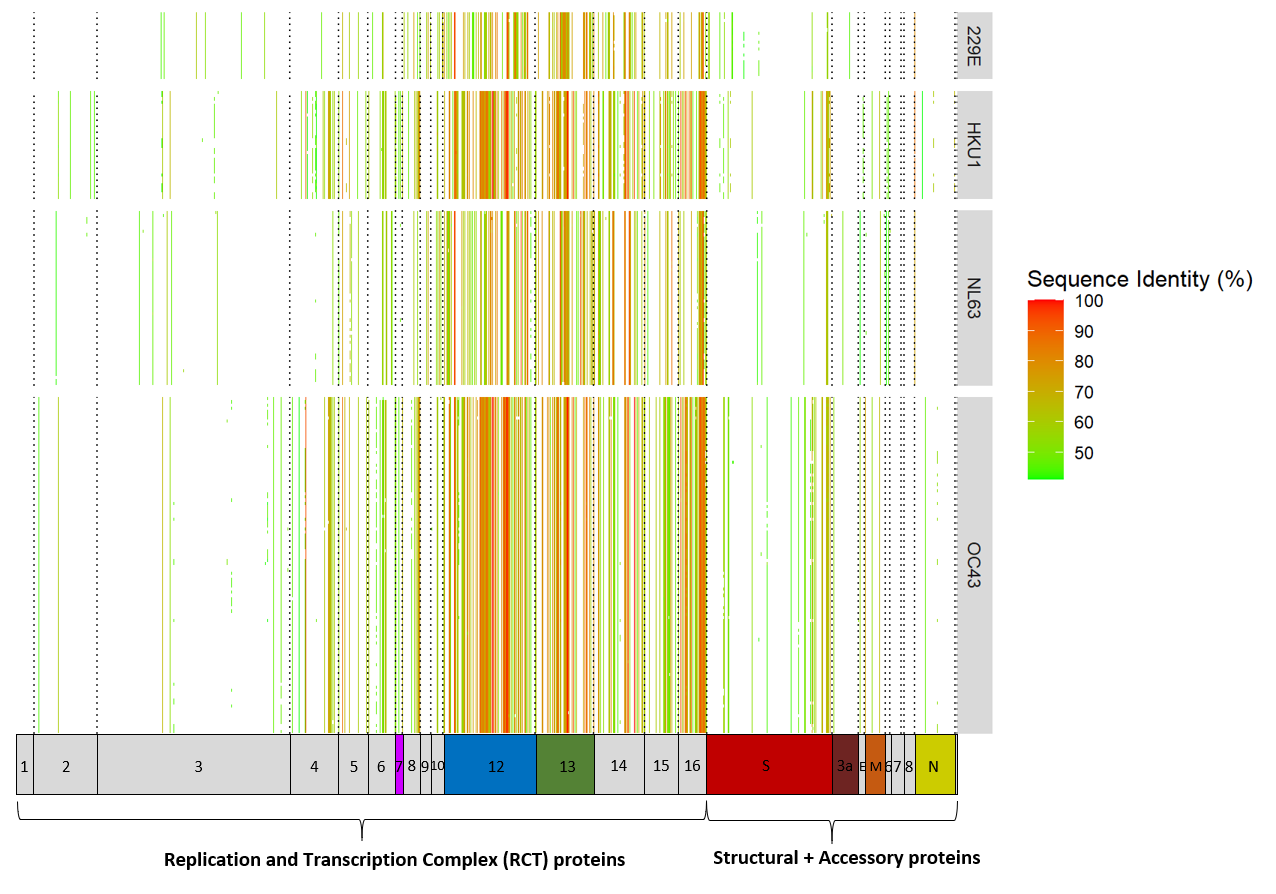 229E
HKU1
NL63
OC43
Sequence Identity (%)
100
90
80
70
60
50
1 2 3 4 5 6 7 8 9 10 12 13 14 15 16 S 3a E M 6 7 8 N
Replication and Transcription Complex (RCT) proteins
Structural + Accessory proteins